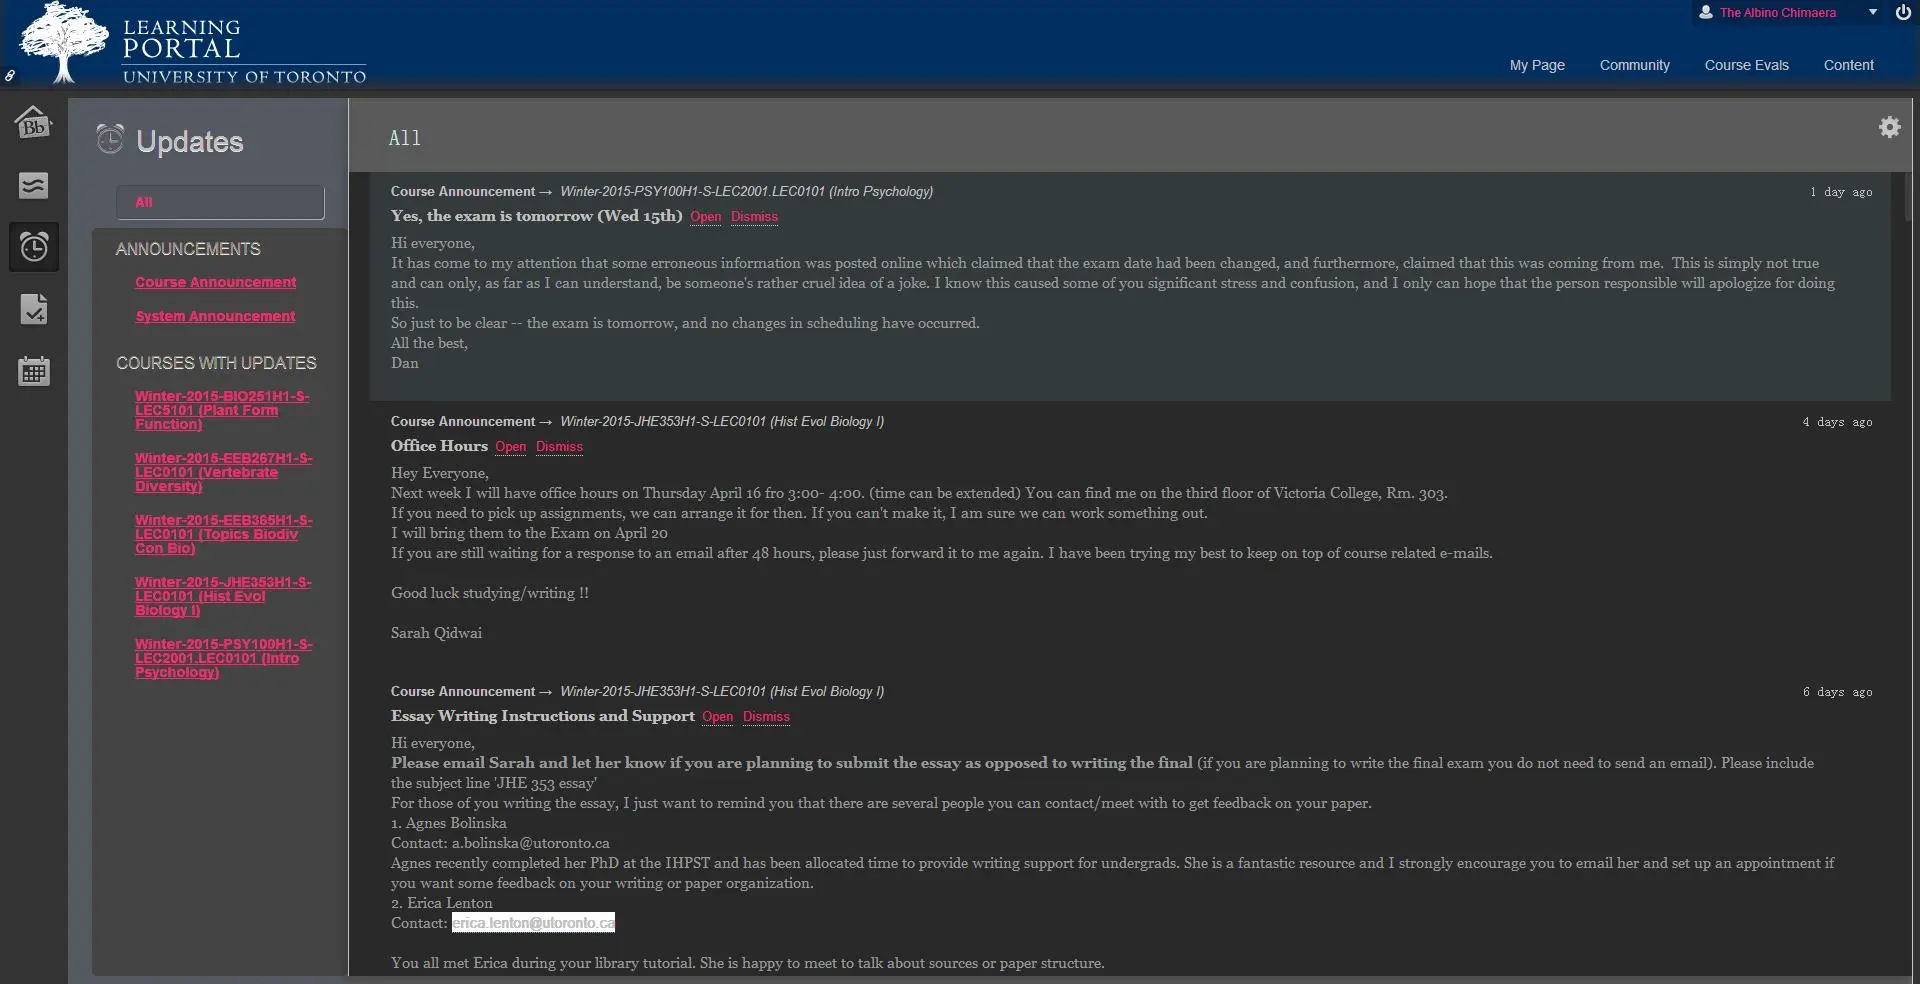 LEARNING
PORTAL
UNIVERSITY OF TORONTO
The Albino Chimaera
My Page
Community
Course Evals
Content
Bb
Updates
All
ANNOUNCEMENTS
Course Announcement
System Announcement
COURSES WITH UPDATES
Winter-2015-BIO251H1-S-
LEC5101 (Plant Form
Function)
Winter-2015-EEB267H1-S-
LEC0101 (Vertebrate
Diversity)
Winter-2015-EEB365H1-S-
LEC0101 (Topics Biodiv
Con Bio)
Winter-2015-JHE353H1-S-
LEC0101 (Hist Evol
Biology I)
Winter-2015-PSY100H1-S-
LEC2001.LEC0101 (Intro
Psychology)
All
Course Announcement → Winter-2015-PSY100H1-S-LEC2001.LEC0101 (Intro Psychology) 1 day ago
Yes, the exam is tomorrow (Wed 15th) Open Dismiss
Hi everyone,
It has come to my attention that some erroneous information was posted online which claimed that the exam date had been changed, and furthermore, claimed that this was coming from me. This is simply not true
and can only, as far as I can understand, be someone's rather cruel idea of a joke. I know this caused some of you significant stress and confusion, and I only can hope that the person responsible will apologize for doing
this.
So just to be clear -- the exam is tomorrow, and no changes in scheduling have occurred.
All the best,
Dan
Course Announcement → Winter-2015-JHE353H1-S-LEC0101 (Hist Evol Biology I) 4 days ago
Office Hours Open Dismiss
Hey Everyone,
Next week I will have office hours on Thursday April 16 fro 3:00- 4:00. (time can be extended) You can find me on the third floor of Victoria College, Rm. 303.
If you need to pick up assignments, we can arrange it for then. If you can't make it, I am sure we can work something out.
I will bring them to the Exam on April 20
If you are still waiting for a response to an email after 48 hours, please just forward it to me again. I have been trying my best to keep on top of course related e-mails.
Good luck studying/writing !!
Sarah Qidwai
Course Announcement → Winter-2015-JHE353H1-S-LEC0101 (Hist Evol Biology I) 6 days ago
Essay Writing Instructions and Support Open Dismiss
Hi everyone,
Please email Sarah and let her know if you are planning to submit the essay as opposed to writing the final (if you are planning to write the final exam you do not need to send an email). Please include
the subject line 'JHE 353 essay'
For those of you writing the essay, I just want to remind you that there are several people you can contact/meet with to get feedback on your paper.
1. Agnes Bolinska
Contact: a.bolinska@utoronto.ca
Agnes recently completed her PhD at the IHPST and has been allocated time to provide writing support for undergrads. She is a fantastic resource and I strongly encourage you to email her and set up an appointment if
you want some feedback on your writing or paper organization.
2. Erica Lenton
Contact: erica.lenton@utoronto.ca
You all met Erica during your library tutorial. She is happy to meet to talk about sources or paper structure.